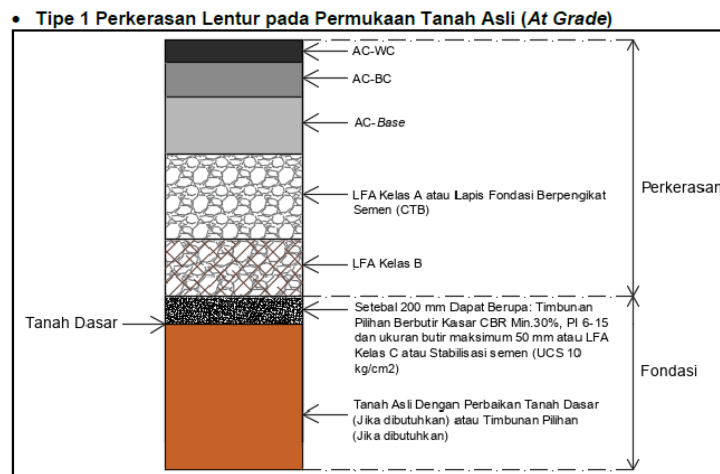 • Tipe 1 Perkerasan Lentur pada Permukaan Tanah Asli (At Grade)
AC-WC
AC-BC
AC-Base
LFA Kelas A atau Lapis Fondasi Berpengikat
Semen (CTB)
Perkerasan
LFA Kelas B
Tanah Dasar
Setebal 200 mm Dapat Berupa: Timbunan
Pilihan Berbutir Kasar CBR Min.30%, PI 6-15
dan ukuran butir maksimum 50 mm atau LFA
Kelas C atau Stabilisasi semen (UCS 10
kg/cm2)
Fondasi
Tanah Asli Dengan Perbaikan Tanah Dasar
(Jika dibutuhkan) atau Timbunan Pilihan
(Jika dibutuhkan)